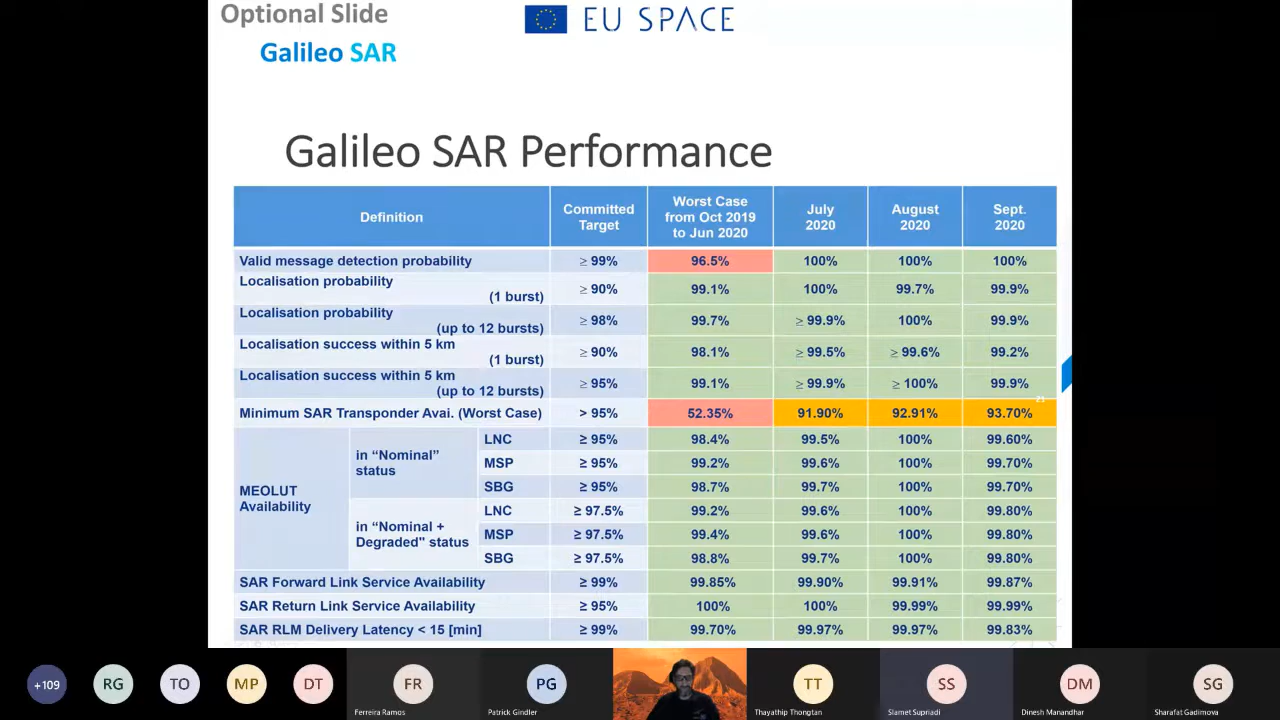 Optional Slide
EU SPACE
Galileo SAR
Galileo SAR Performance
Definition
Committed Target
Worst Case from Oct 2019 to Jun 2020
July 2020
August 2020
Sept. 2020
Valid message detection probability ≥ 99% 96.5% 100% 100% 100%
Localisation probability (1 burst) ≥ 90% 99.1% 100% 99.7% 99.9%
Localisation probability (up to 12 bursts) ≥ 98% 99.7% ≥ 99.9% 100% 99.9%
Localisation success within 5 km (1 burst) ≥ 90% 98.1% ≥ 99.5% ≥ 99.6% 99.2%
Localisation success within 5 km (up to 12 bursts) ≥ 95% 99.1% ≥ 99.9% ≥ 100% 99.9%
21
Minimum SAR Transponder Avai. (Worst Case) > 95% 52.35% 91.90% 92.91% 93.70%
MEOLUT Availability
in “Nominal” status
LNC ≥ 95% 98.4% 99.5% 100% 99.60%
MSP ≥ 95% 99.2% 99.6% 100% 99.70%
SBG ≥ 95% 98.7% 99.7% 100% 99.70%
in “Nominal + Degraded" status
LNC ≥ 97.5% 99.2% 99.6% 100% 99.80%
MSP ≥ 97.5% 99.4% 99.6% 100% 99.80%
SBG ≥ 97.5% 98.8% 99.7% 100% 99.80%
SAR Forward Link Service Availability ≥ 99% 99.85% 99.90% 99.91% 99.87%
SAR Return Link Service Availability ≥ 95% 100% 100% 99.99% 99.99%
SAR RLM Delivery Latency < 15 [min] ≥ 99% 99.70% 99.97% 99.97% 99.83%
+109 RG TO MP DT FR PG TT SS DM SG
Ferreira Ramos
Patrick Gindler
Thayathip Thongtan
Slamet Supriadi
Dinesh Manandhar
Sharafat Gadimova